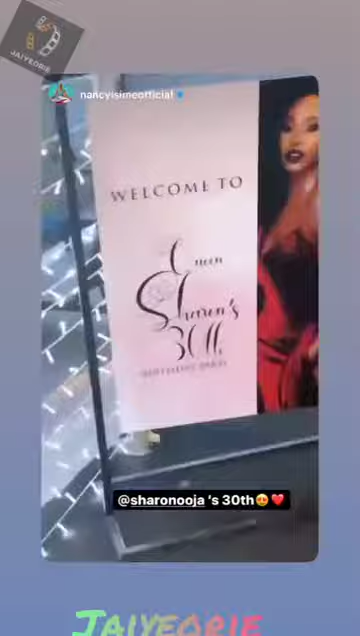 JAIYEORIE
nancyisimeofficial
WELCOME TO
Queen
Sharon's
30th
@sharonooja 's 30th😍❤️
JAIYEORIE